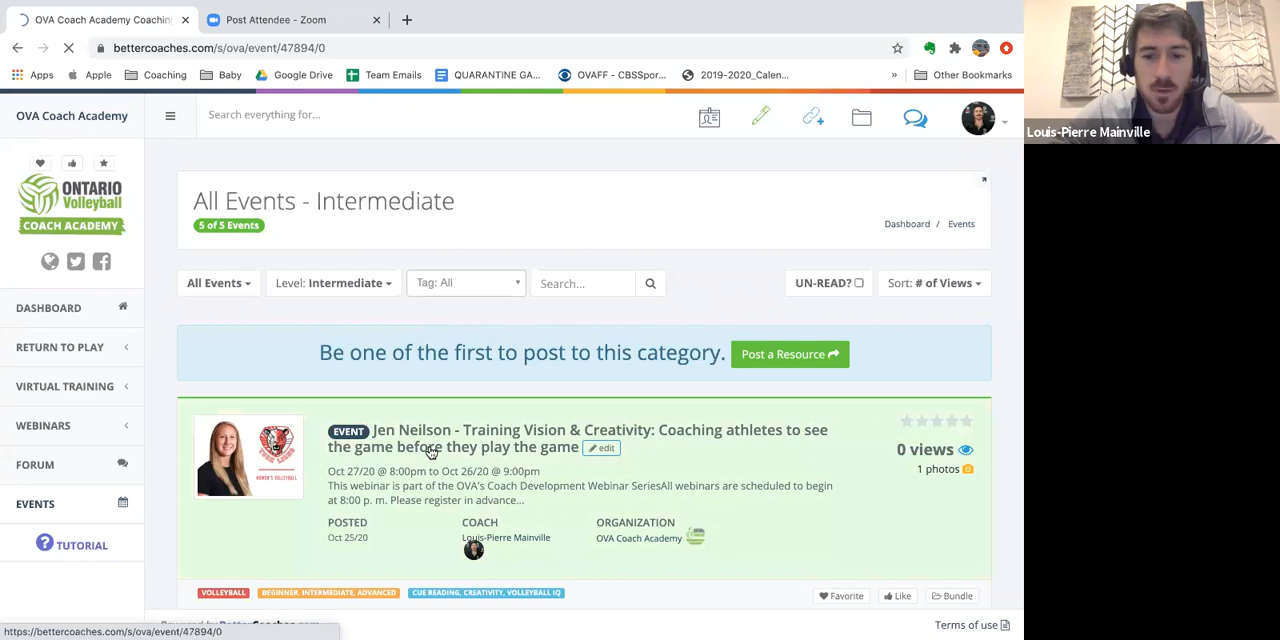 OVA Coach Academy Coaching
Post Attendee - Zoom
bettercoaches.com/s/ova/event/47894/0
Apps Apple Coaching Baby Google Drive Team Emails QUARANTINE GA... OVAFF - CBSSpor... 2019-2020_Calen... » Other Bookmarks
OVA Coach Academy
Search everything for...
Louis-Pierre Mainville
ONTARIO
Volleyball
COACH ACADEMY
DASHBOARD
RETURN TO PLAY
VIRTUAL TRAINING
WEBINARS
FORUM
EVENTS
TUTORIAL
All Events - Intermediate
5 of 5 Events
Dashboard / Events
All Events
Level: Intermediate
Tag: All
Search...
UN-READ?
Sort: # of Views
Be one of the first to post to this category.
Post a Resource
EVENT Jen Neilson - Training Vision & Creativity: Coaching athletes to see
the game before they play the game edit
Oct 27/20 @ 8:00pm to Oct 26/20 @ 9:00pm
This webinar is part of the OVA's Coach Development Webinar SeriesAll webinars are scheduled to begin
at 8:00 p. m. Please register in advance...
0 views
1 photos
POSTED
Oct 25/20
COACH
Louis-Pierre Mainville
ORGANIZATION
OVA Coach Academy
WOMEN'S VOLLEYBALL
VOLLEYBALL
BEGINNER, INTERMEDIATE, ADVANCED
CUE READING, CREATIVITY, VOLLEYBALL IQ
Favorite
Like
Bundle
https://bettercoaches.com/s/ova/event/47894/0
Terms of use